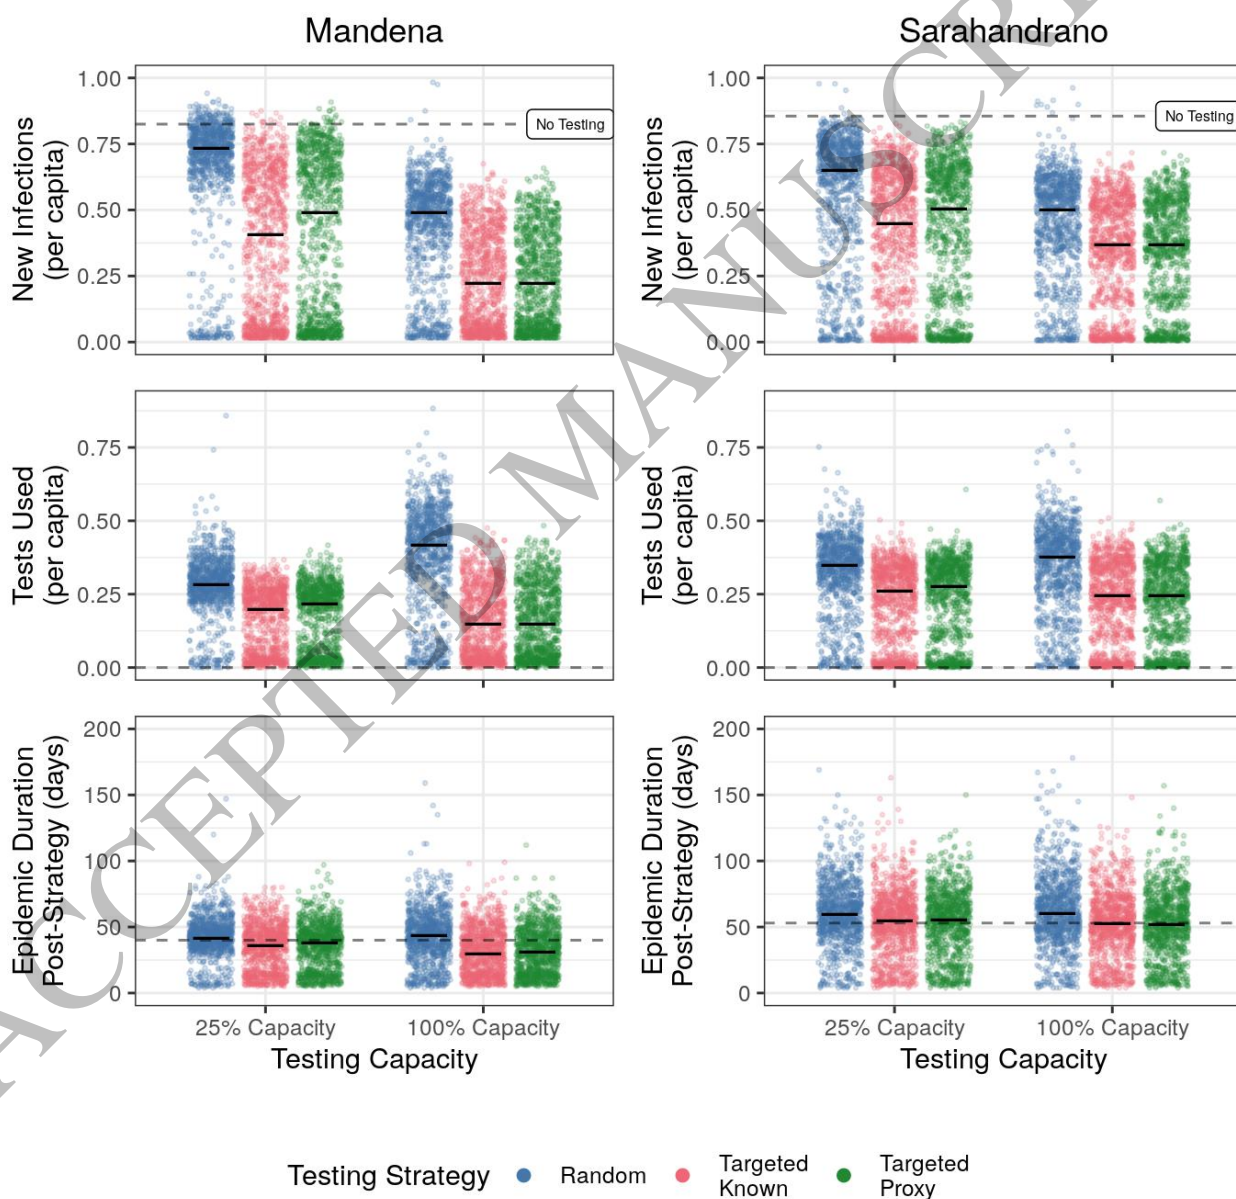 Mandena
Sarahandrano
New Infections
(per capita)
1.00
0.75
0.50
0.25
0.00
No Testing
New Infections
(per capita)
1.00
0.75
0.50
0.25
0.00
No Testing
Tests Used
(per capita)
0.75
0.50
0.25
0.00
Tests Used
(per capita)
0.75
0.50
0.25
0.00
Epidemic Duration
Post-Strategy (days)
200
150
100
50
0
25% Capacity
100% Capacity
Testing Capacity
Epidemic Duration
Post-Strategy (days)
200
150
100
50
0
25% Capacity
100% Capacity
Testing Capacity
Testing Strategy
Random
Targeted
Known
Targeted
Proxy
ACCEPTED MANUSCR